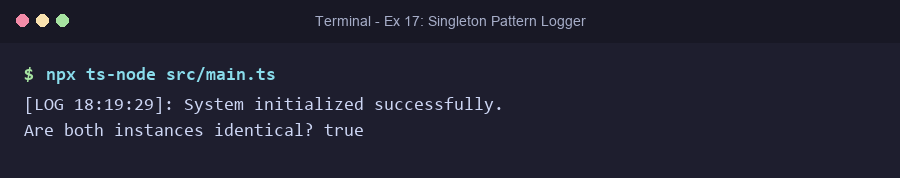 Terminal - Ex 17: Singleton Pattern Logger
$ npx ts-node src/main.ts
[LOG 18:19:29]: System initialized successfully.
Are both instances identical? true